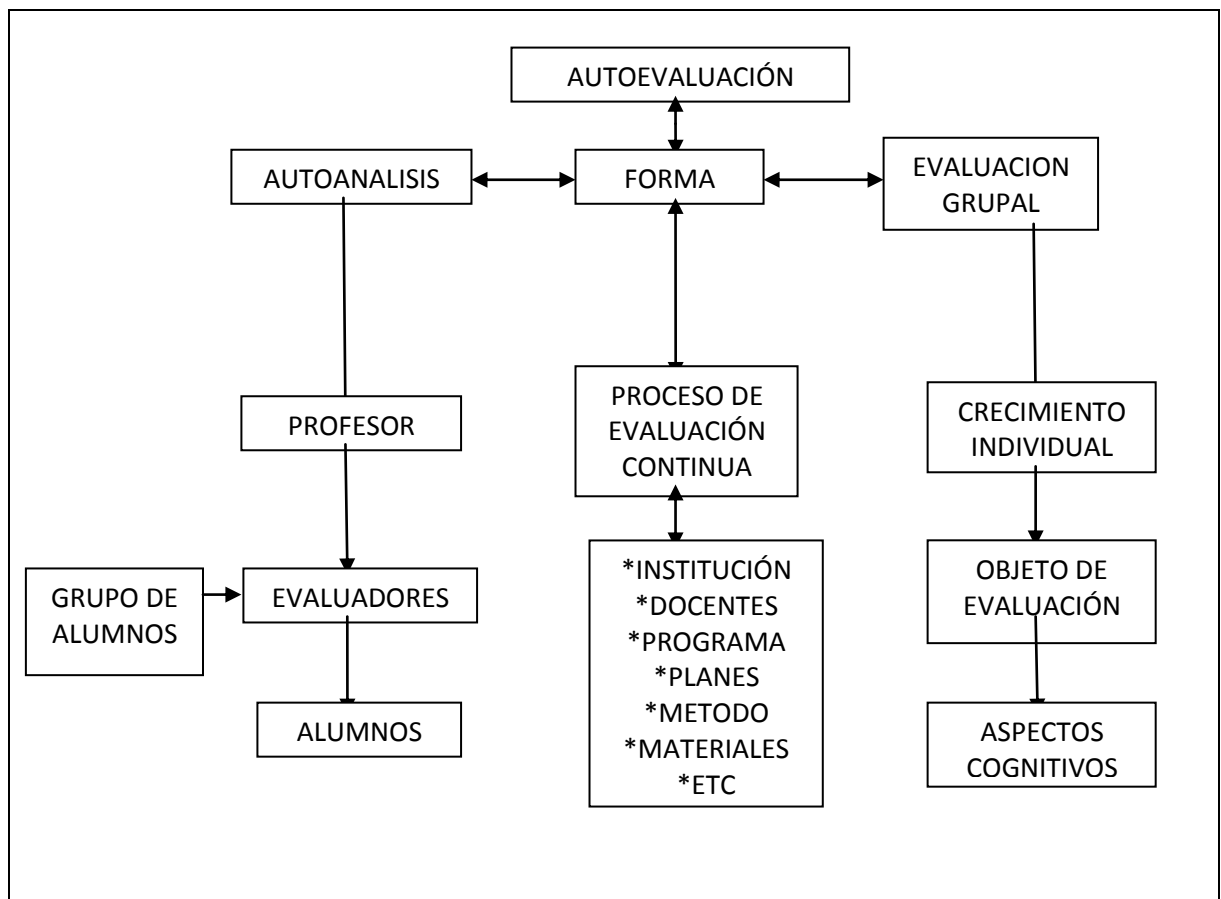 AUTOEVALUACIÓN
AUTOANALISIS
FORMA
EVALUACION
GRUPAL
PROFESOR
PROCESO DE
EVALUACIÓN
CONTINUA
CRECIMIENTO
INDIVIDUAL
GRUPO DE
ALUMNOS
EVALUADORES
*INSTITUCIÓN
*DOCENTES
*PROGRAMA
*PLANES
*METODO
*MATERIALES
*ETC
OBJETO DE
EVALUACIÓN
ALUMNOS
ASPECTOS
COGNITIVOS